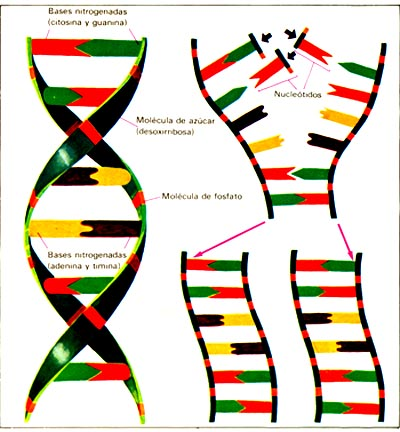 Bases nitrogenadas
(citosina y guanina)
Nucleótidos
Molécula de azúcar
(desoxirribosa)
Molécula de fosfato
Bases nitrogenadas
(adenina y timina)